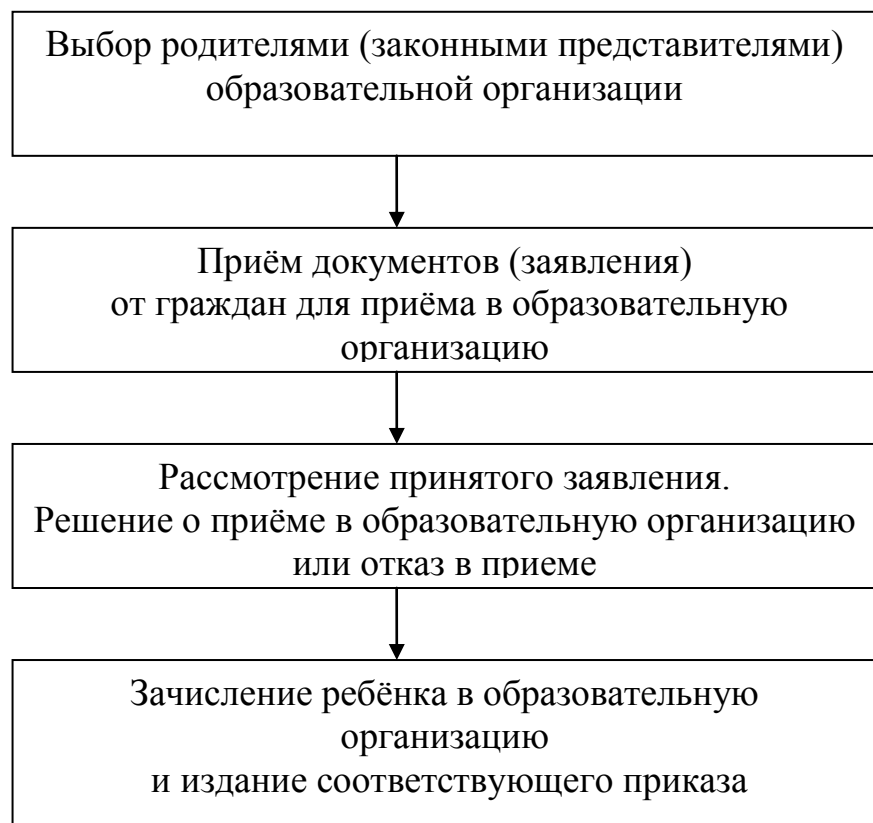 Выбор родителями (законными представителями)
образовательной организации
Приём документов (заявления)
от граждан для приёма в образовательную
организацию
Рассмотрение принятого заявления.
Решение о приёме в образовательную организацию
или отказ в приеме
Зачисление ребёнка в образовательную
организацию
и издание соответствующего приказа